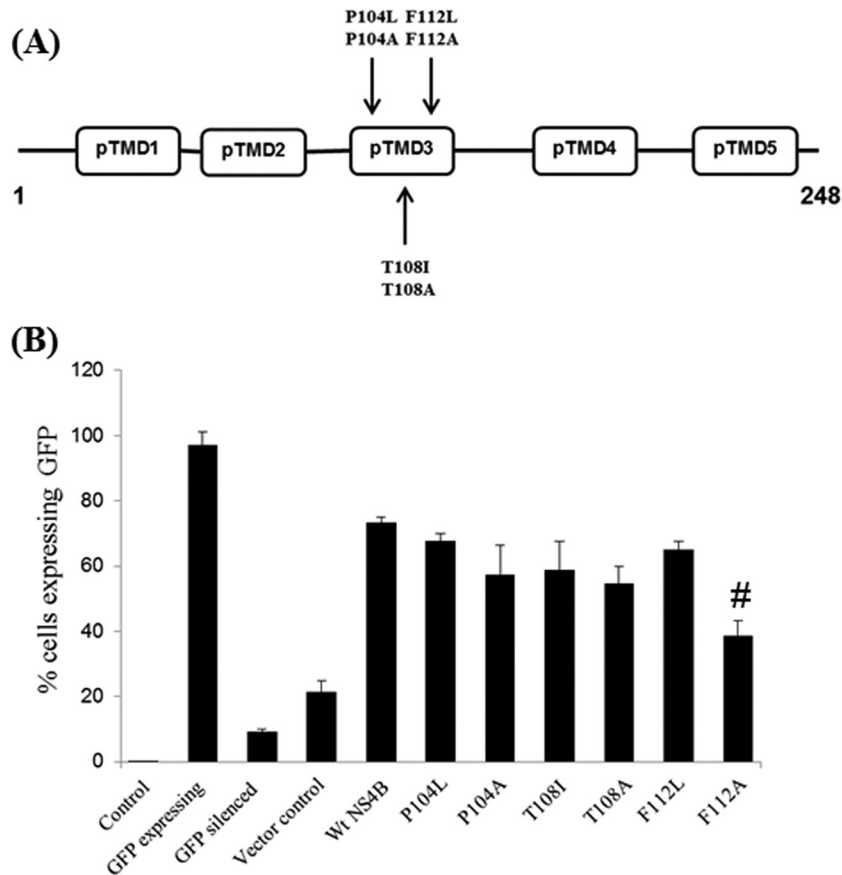 (A)
P104L F112L
P104A F112A
pTMD1 pTMD2 pTMD3 pTMD4 pTMD5
1 248
T108I
T108A
(B)
120
100
80
60
40
20
0
% cells expressing GFP
#
Control
GFP expressing
GFP silenced
Vector control
Wt NS4B
P104L
P104A
T108I
T108A
F112L
F112A